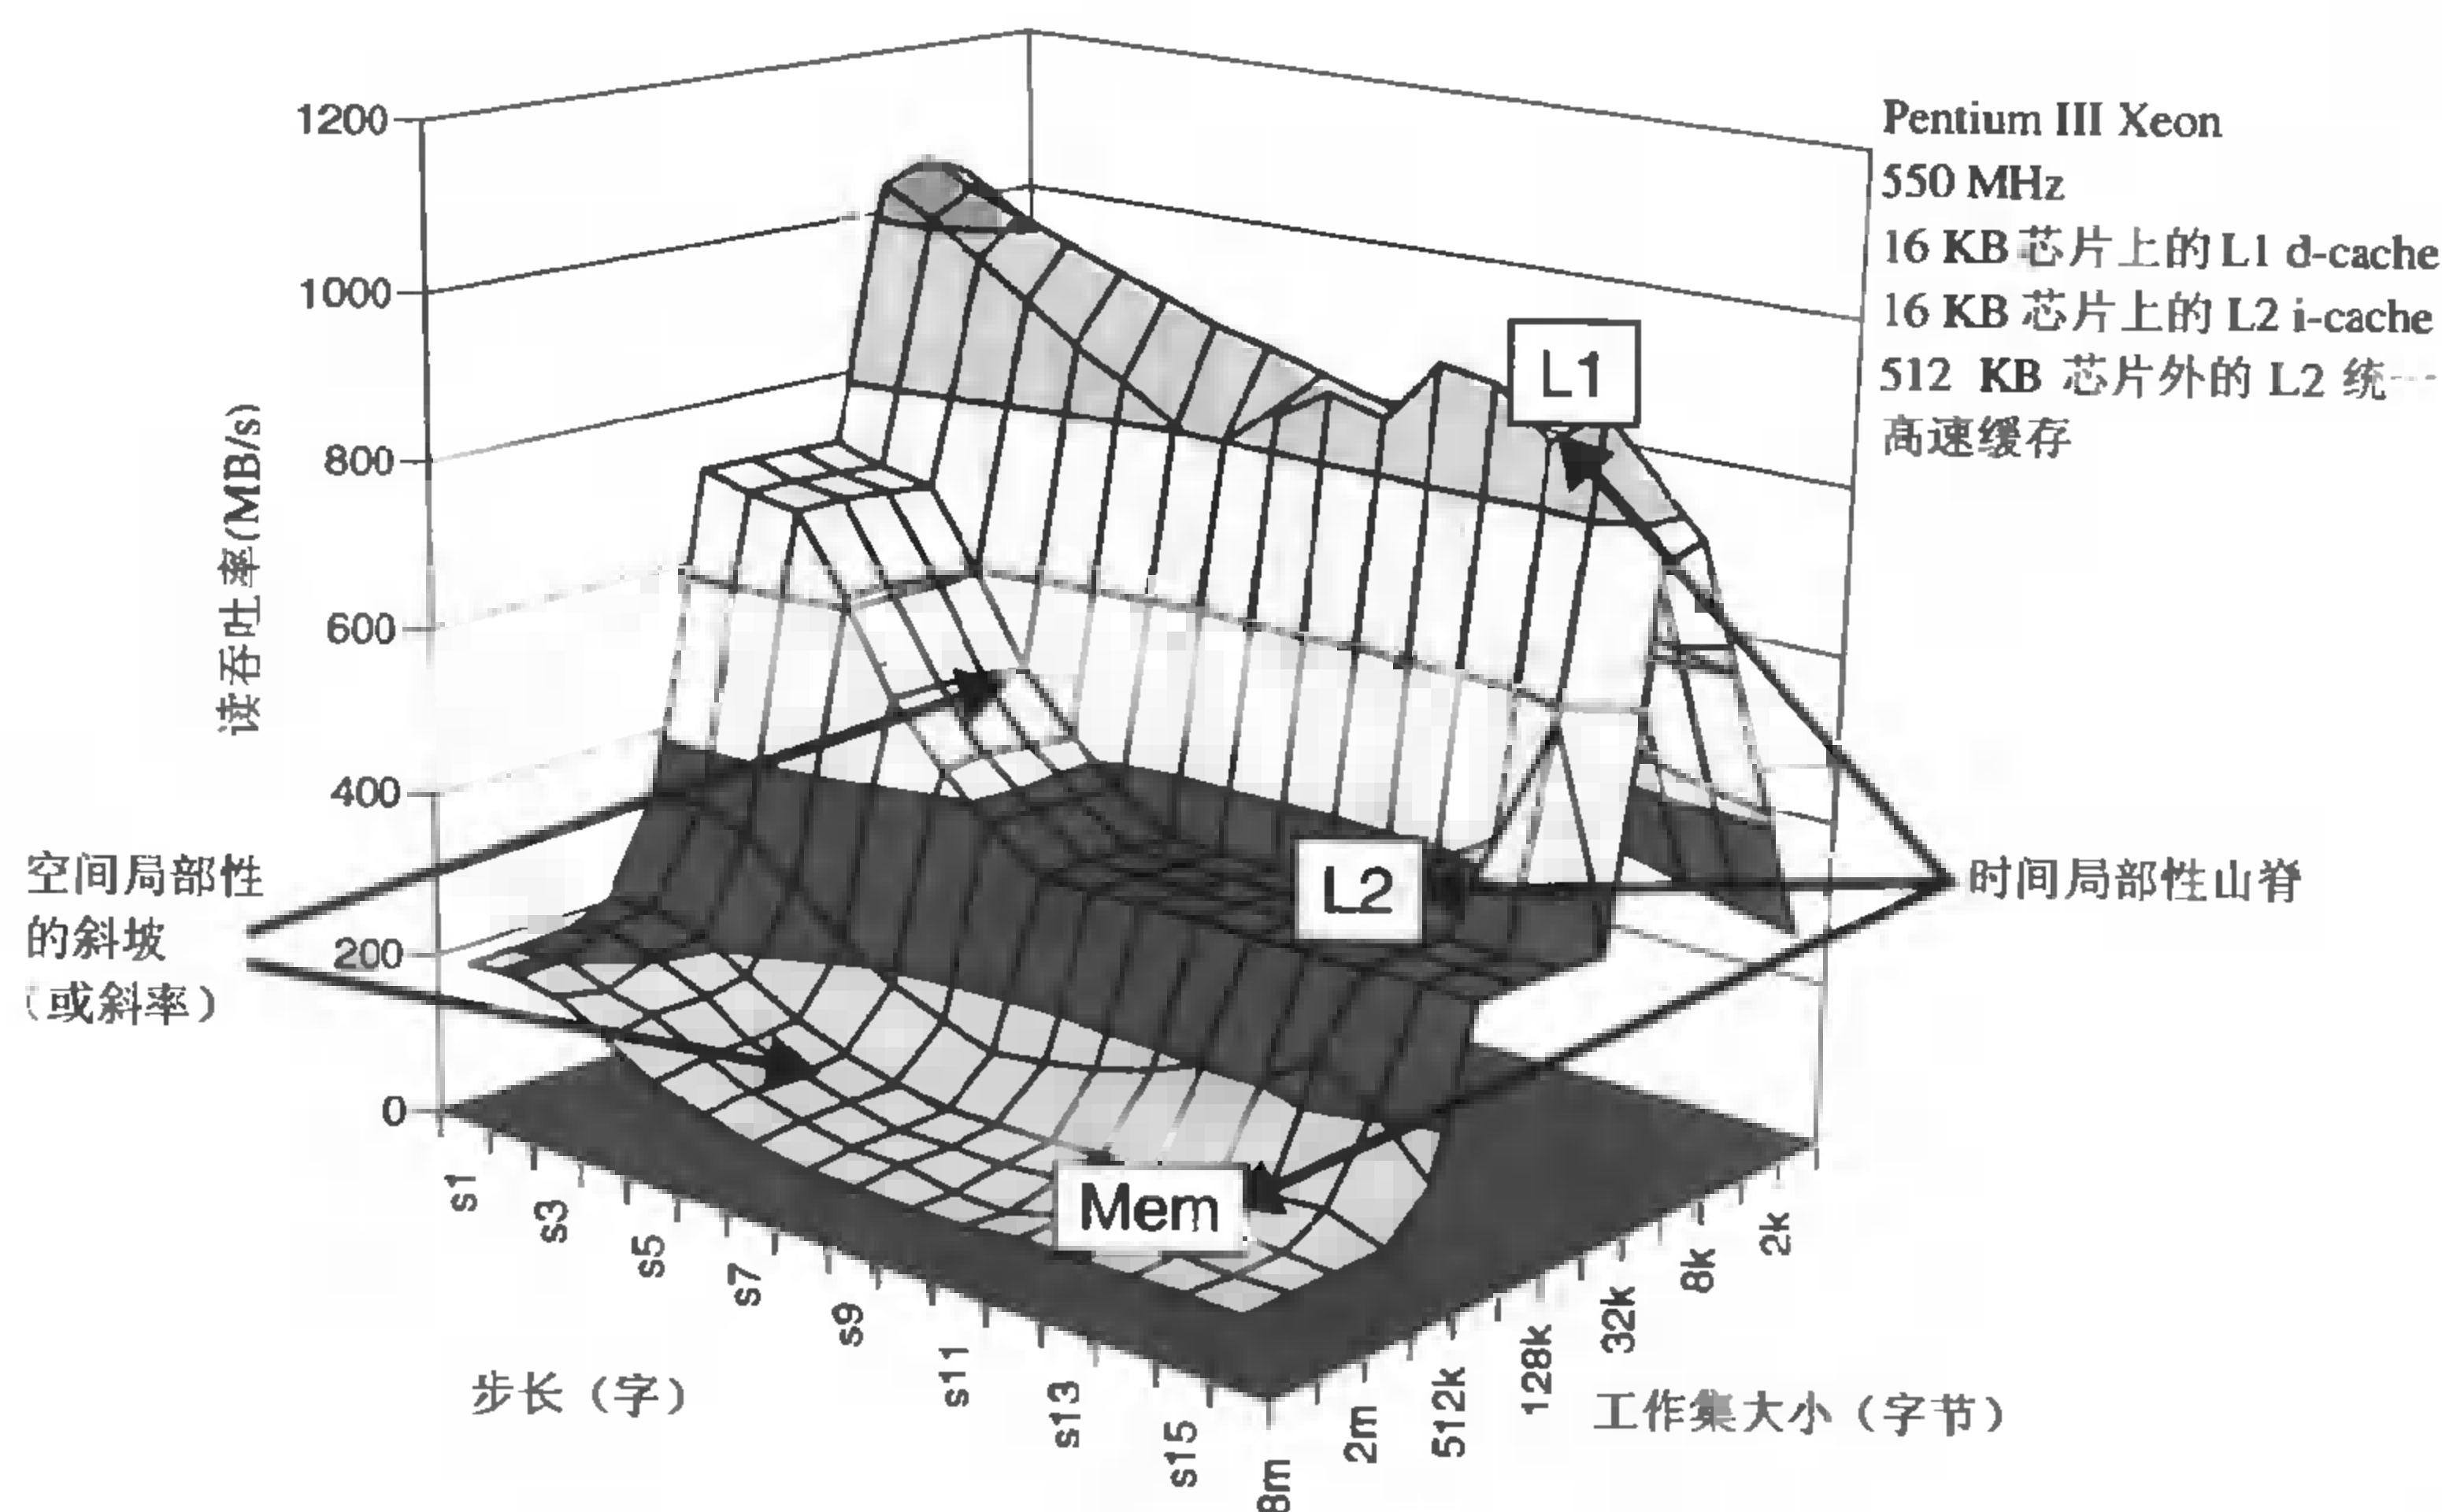 1200
1000
800
600
400
200
0
读吞吐率(MB/s)
Pentium III Xeon
550 MHz
16 KB 芯片上的 L1 d-cache
16 KB 芯片上的 L2 i-cache
512 KB 芯片外的 L2 统一
高速缓存
L1
L2
Mem
空间局部性
的斜坡
（或斜率）
时间局部性山脊
s1
s3
s5
s7
s9
s11
s13
s15
步长（字）
8m
2m
512k
128k
32k
8k
2k
工作集大小（字节）